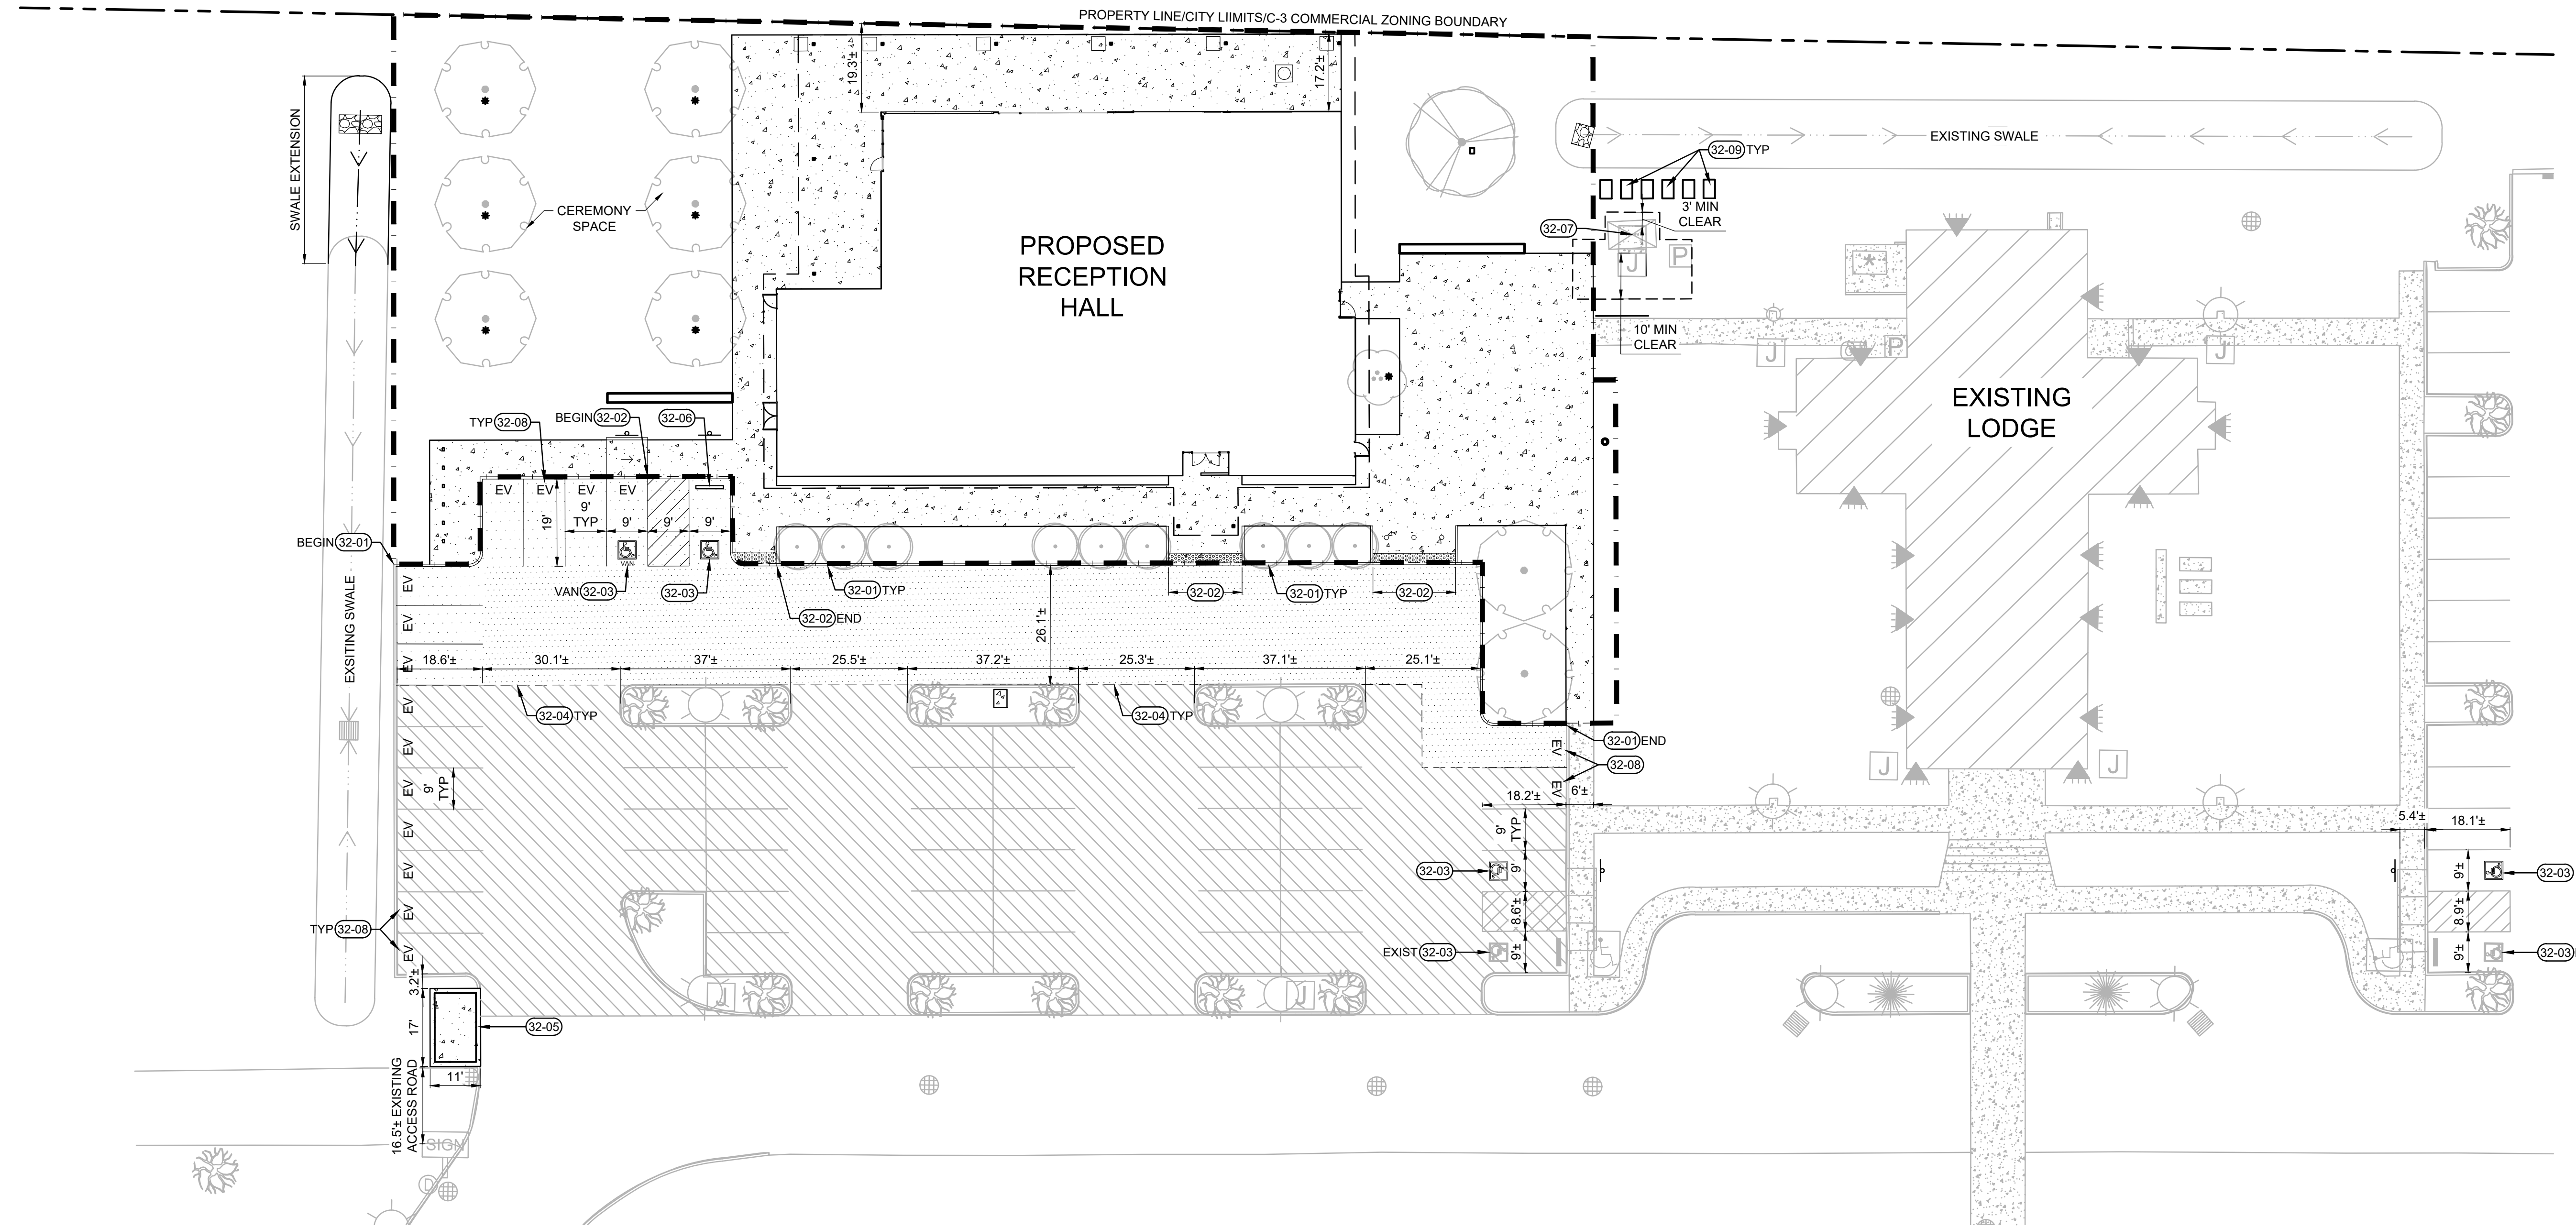 PROPERTY LINE/CITY LIIMITS/C-3 COMMERCIAL ZONING BOUNDARY
19.3'±
17.2'±
SWALE EXTENSION
EXISTING SWALE
32-09 TYP
CEREMONY
SPACE
3' MIN
CLEAR
32-07
J
P
PROPOSED
RECEPTION
HALL
*
10' MIN
CLEAR
J
P
J
EXISTING
LODGE
TYP 32-08
BEGIN 32-02
32-06
EV
EV
EV
EV
19'
9'
TYP
9'
9'
9'
BEGIN 32-01
VAN
VAN 32-03
32-03
32-01 TYP
32-02 END
32-02
32-01 TYP
32-02
EV
EV
EV
EXSITING SWALE
26.1'±
18.6'±
30.1'±
37'±
25.5'±
37.2'±
25.3'±
37.1'±
25.1'±
32-04 TYP
32-04 TYP
EV
EV
EV
EV
EV
EV
EV
9'
TYP
32-01 END
EV
32-08
EV
J
J
18.2'±
6'±
9'
TYP
5.4'±
18.1'±
32-03
9'
9'±
32-03
8.6'±
8.9'±
TYP 32-08
EXIST 32-03
9'±
9'±
32-03
3.2'±
J
J
17'
32-05
11'
16.5'± EXISTING
ACCESS ROAD
SIGN
D